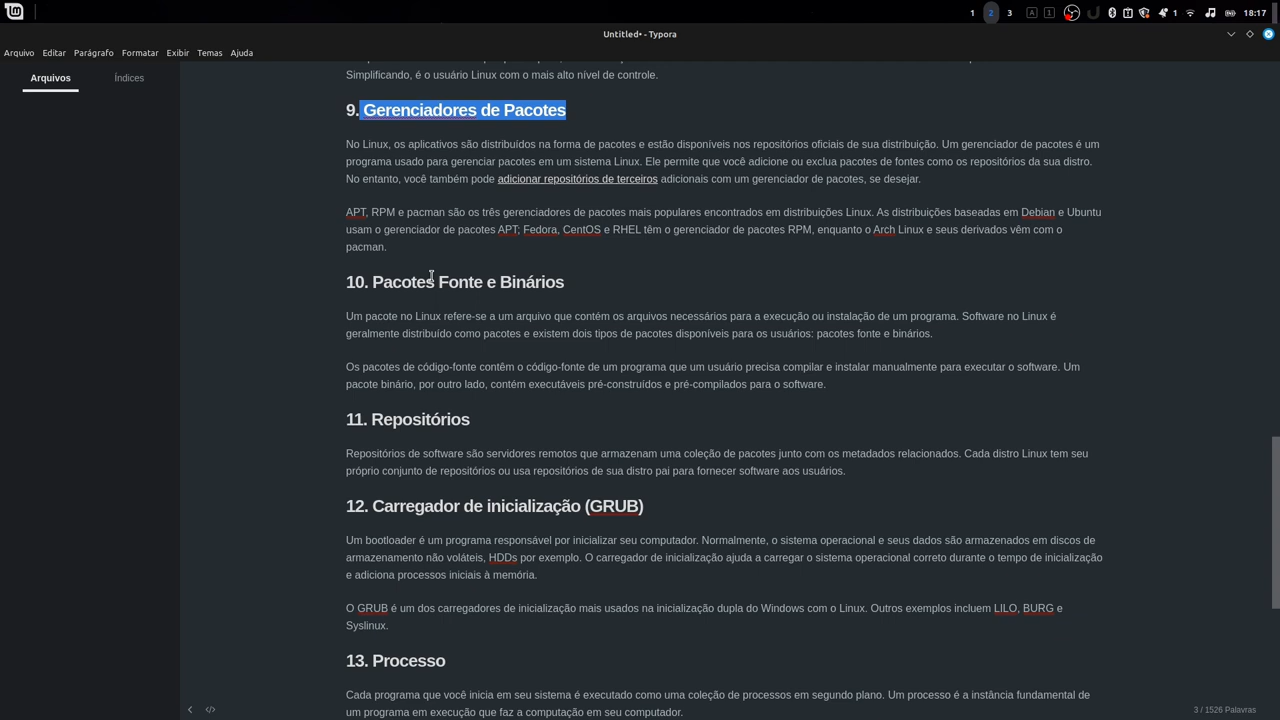 1 2 3 A 1 1 18:17
Untitled• - Typora
Arquivo Editar Parágrafo Formatar Exibir Temas Ajuda
Arquivos Índices
Simplificando, é o usuário Linux com o mais alto nível de controle.
9. Gerenciadores de Pacotes
No Linux, os aplicativos são distribuídos na forma de pacotes e estão disponíveis nos repositórios oficiais de sua distribuição. Um gerenciador de pacotes é um
programa usado para gerenciar pacotes em um sistema Linux. Ele permite que você adicione ou exclua pacotes de fontes como os repositórios da sua distro.
No entanto, você também pode adicionar repositórios de terceiros adicionais com um gerenciador de pacotes, se desejar.
APT, RPM e pacman são os três gerenciadores de pacotes mais populares encontrados em distribuições Linux. As distribuições baseadas em Debian e Ubuntu
usam o gerenciador de pacotes APT; Fedora, CentOS e RHEL têm o gerenciador de pacotes RPM, enquanto o Arch Linux e seus derivados vêm com o
pacman.
10. Pacotes Fonte e Binários
Um pacote no Linux refere-se a um arquivo que contém os arquivos necessários para a execução ou instalação de um programa. Software no Linux é
geralmente distribuído como pacotes e existem dois tipos de pacotes disponíveis para os usuários: pacotes fonte e binários.
Os pacotes de código-fonte contêm o código-fonte de um programa que um usuário precisa compilar e instalar manualmente para executar o software. Um
pacote binário, por outro lado, contém executáveis pré-construídos e pré-compilados para o software.
11. Repositórios
Repositórios de software são servidores remotos que armazenam uma coleção de pacotes junto com os metadados relacionados. Cada distro Linux tem seu
próprio conjunto de repositórios ou usa repositórios de sua distro pai para fornecer software aos usuários.
12. Carregador de inicialização (GRUB)
Um bootloader é um programa responsável por inicializar seu computador. Normalmente, o sistema operacional e seus dados são armazenados em discos de
armazenamento não voláteis, HDDs por exemplo. O carregador de inicialização ajuda a carregar o sistema operacional correto durante o tempo de inicialização
e adiciona processos iniciais à memória.
O GRUB é um dos carregadores de inicialização mais usados na inicialização dupla do Windows com o Linux. Outros exemplos incluem LILO, BURG e
Syslinux.
13. Processo
Cada programa que você inicia em seu sistema é executado como uma coleção de processos em segundo plano. Um processo é a instância fundamental de
um programa em execução que faz a computação em seu computador.
3 / 1526 Palavras